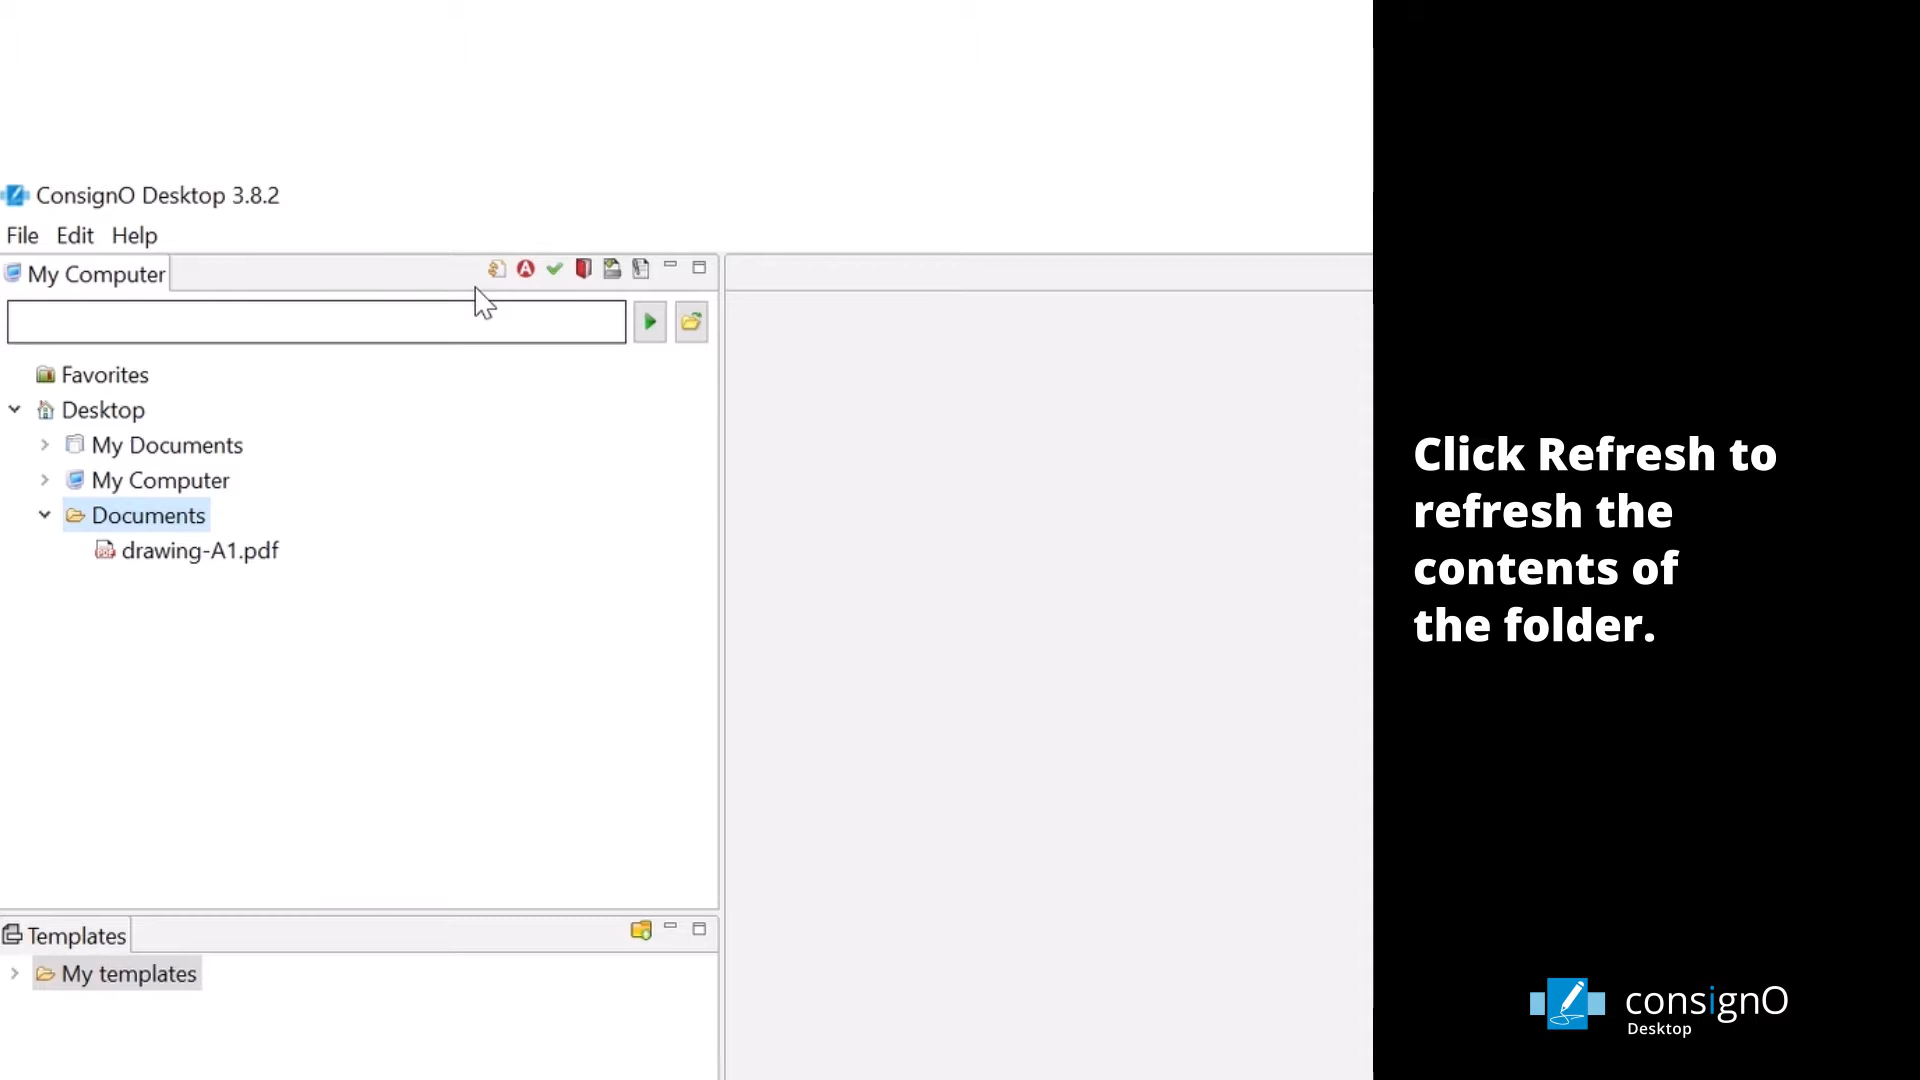 ConsignO Desktop 3.8.2
File Edit Help
My Computer
Favorites
Desktop
My Documents
My Computer
Documents
drawing-A1.pdf
Templates
My templates
Click Refresh to
refresh the
contents of
the folder.
consignO
Desktop